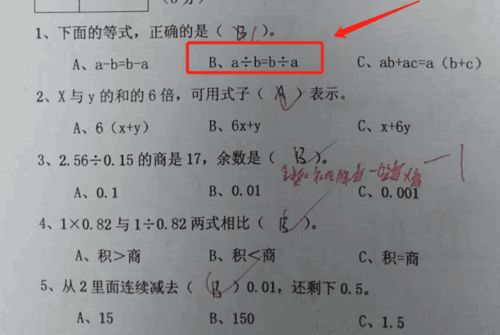 1、下面的等式，正确的是（ B ）。
A、a-b=b-a B、a÷b=b÷a C、ab+ac=a（b+c）
2、X与y的和的6倍，可用式子（ A ）表示。
A、6（x+y） B、6x+y C、x+6y
3、2.56÷0.15的商是17，余数是（ B ）。
A、0.1 B、0.01 C、0.001
4、1×0.82与1÷0.82两式相比（ B ）。
A、积＞商 B、积＜商 C、积=商
5、从2里面连续减去（ B ）0.01，还剩下0.5。
A、15 B、150 C、1.5